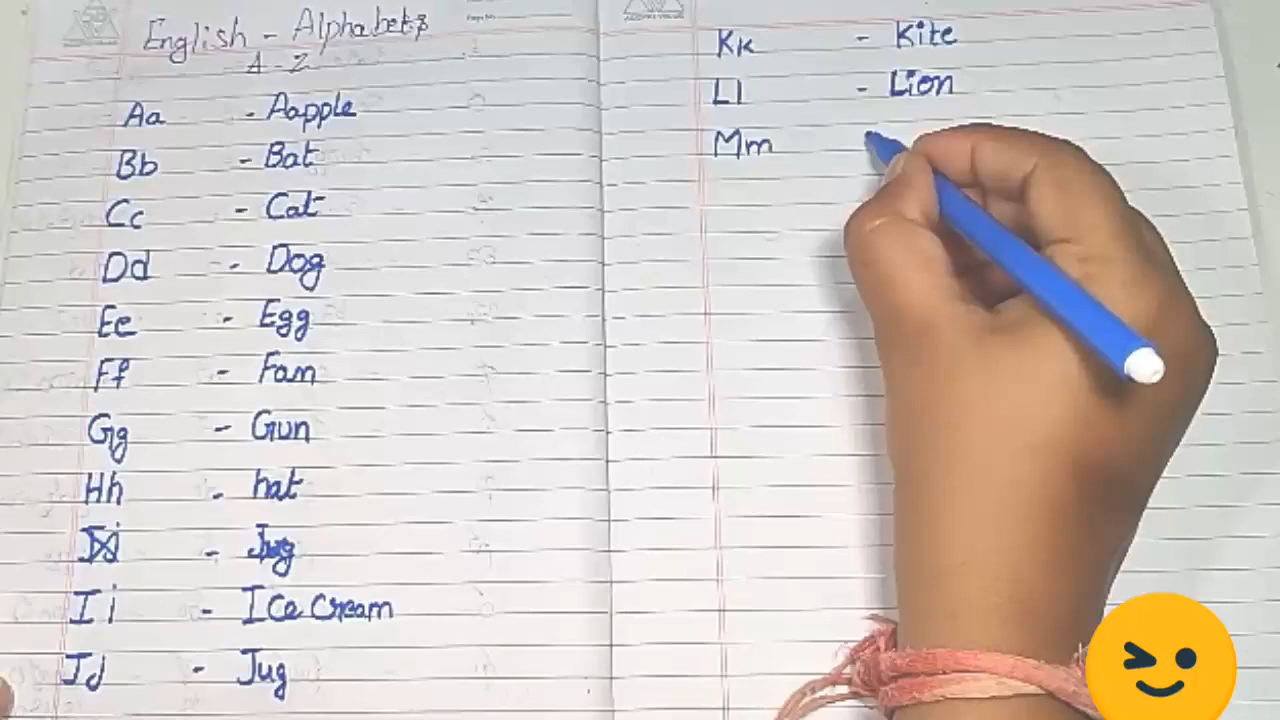 English - Alphabets
A - Z
Aa - Aapple
Bb - Bat
Cc - Cat
Dd - Dog
Ee - Egg
Ff - Fan
Gg - Gun
Hh - hat
- Jug
Ii - Ice Cream
Jj - Jug
Kk - Kite
Ll - Lion
Mm